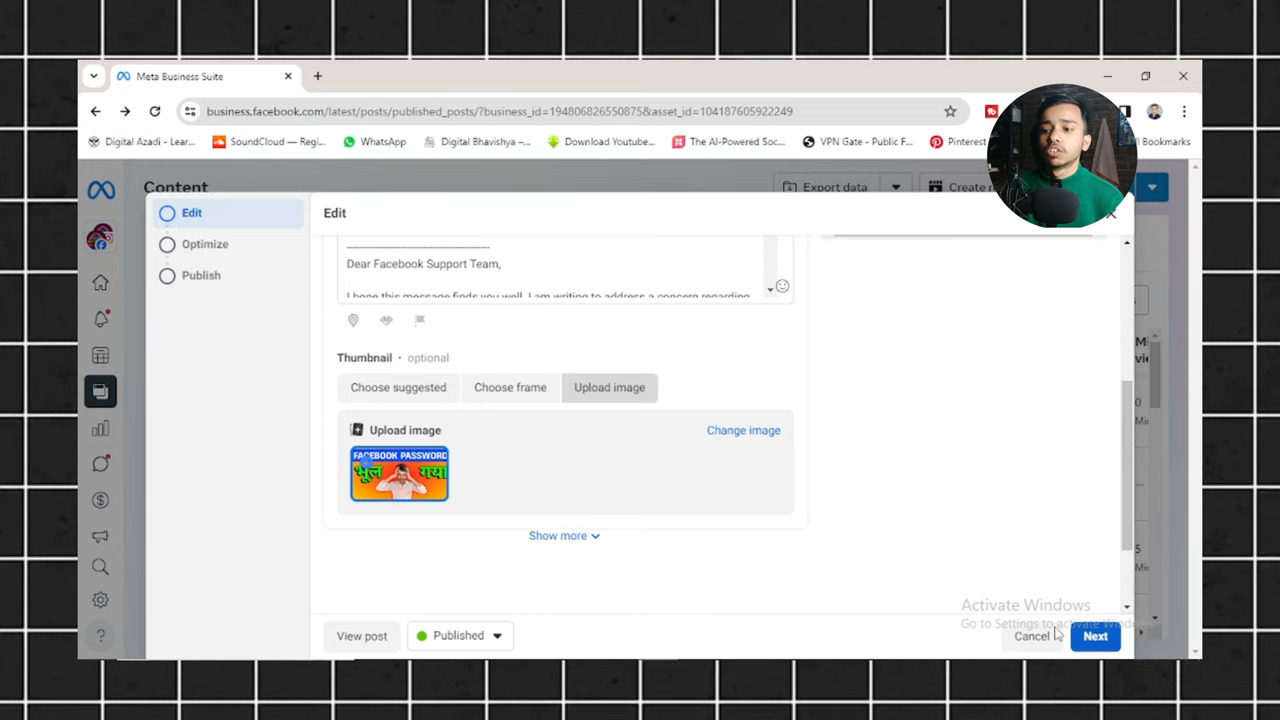 Meta Business Suite
business.facebook.com/latest/posts/published_posts/?business_id=194806826550875&asset_id=104187605922249
Digital Azadi - Lear...
SoundCloud — Regi...
WhatsApp
Digital Bhavishya –...
Download Youtube...
The AI-Powered Soc...
VPN Gate - Public F...
Pinterest
Bookmarks
Content
Export data
Create
Edit
Optimize
Publish
Edit
Dear Facebook Support Team,
I hope this message finds you well. I am writing to address a concern regarding
Thumbnail · optional
Choose suggested
Choose frame
Upload image
Upload image
Change image
FACEBOOK PASSWORD
भूल गया
Show more
Activate Windows
Go to Settings to activate Windo
View post
Published
Cancel
Next